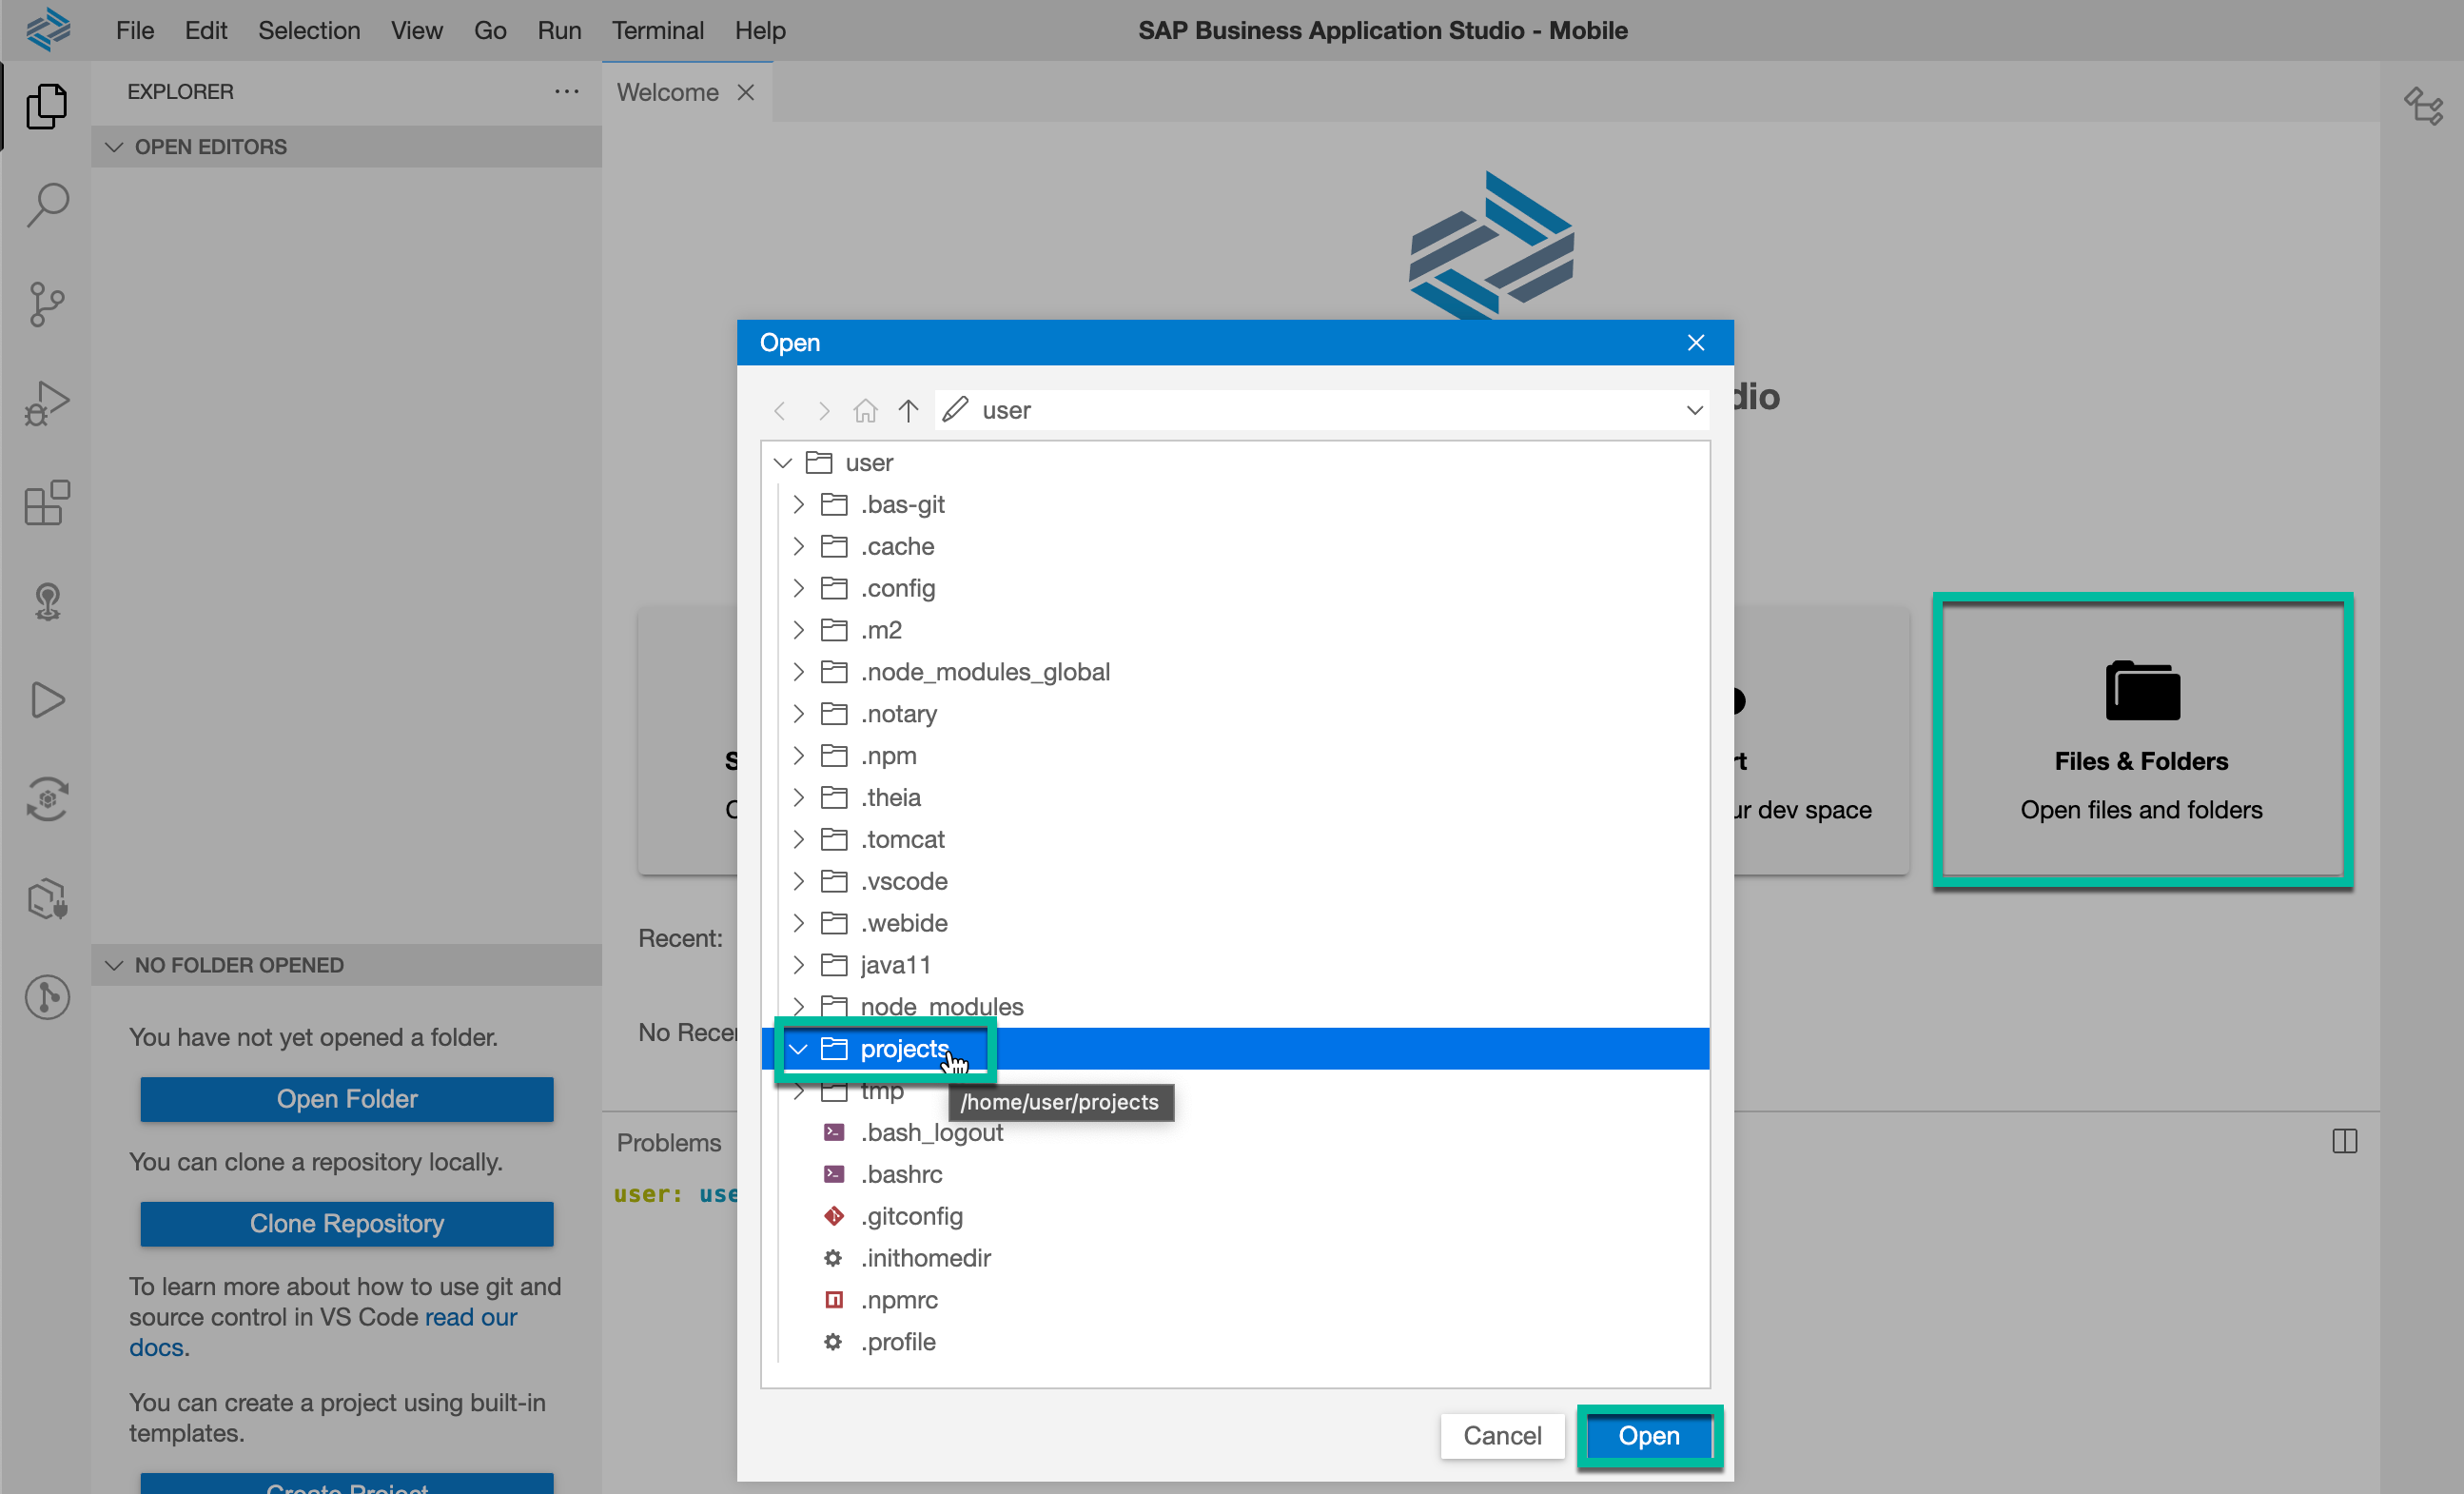 File Edit Selection View Go Run Terminal Help
SAP Business Application Studio - Mobile
EXPLORER
OPEN EDITORS
NO FOLDER OPENED
You have not yet opened a folder.
Open Folder
You can clone a repository locally.
Clone Repository
To learn more about how to use git and
source control in VS Code read our
docs.
You can create a project using built-in
templates.
Create Project
Welcome
dio
Files & Folders
Open files and folders
ur dev space
Recent:
No Recen
Problems
user: use
Open
user
user
.bas-git
.cache
.config
.m2
.node_modules_global
.notary
.npm
.theia
.tomcat
.vscode
.webide
java11
node_modules
projects
/home/user/projects
tmp
.bash_logout
.bashrc
.gitconfig
.inithomedir
.npmrc
.profile
Cancel
Open